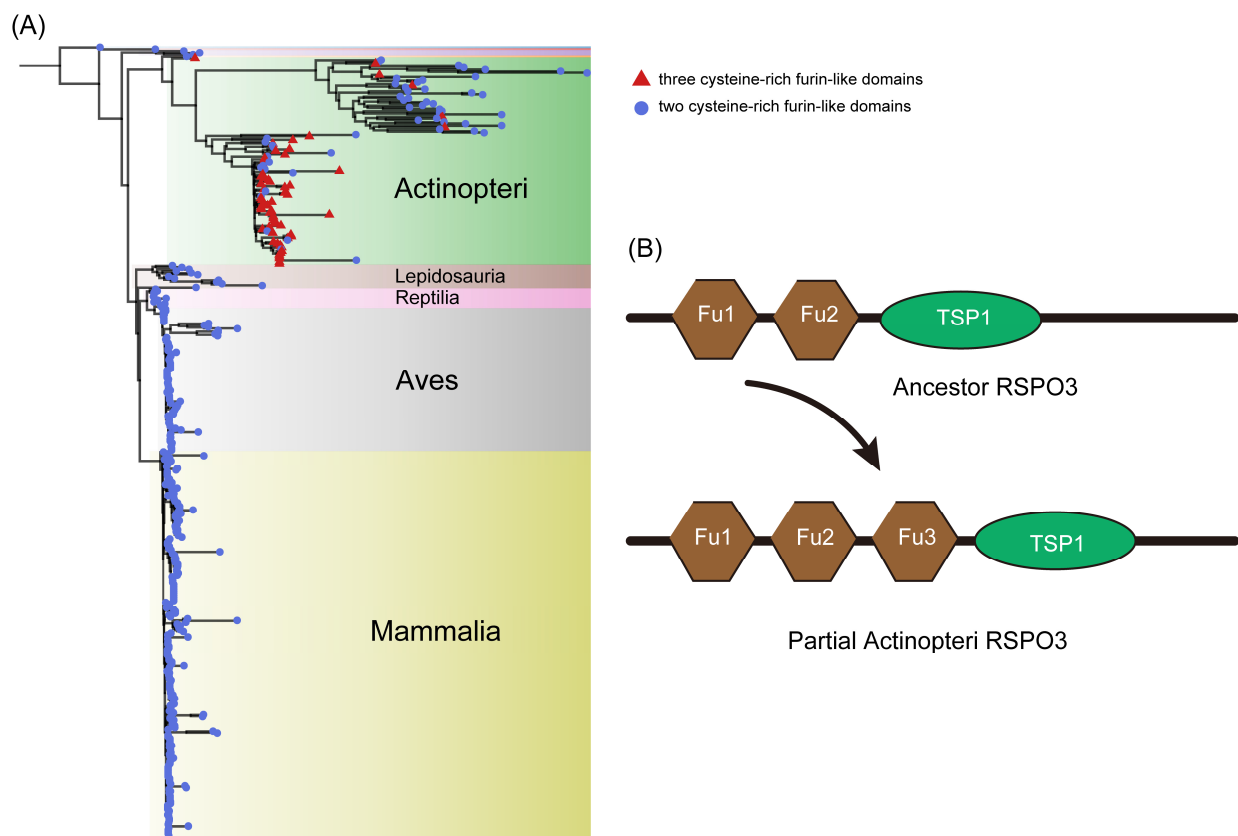 (A)
three cysteine-rich furin-like domains
two cysteine-rich furin-like domains
Actinopteri
Lepidosauria
Reptilia
Aves
Mammalia
(B)
Fu1 Fu2 TSP1
Ancestor RSPO3
Fu1 Fu2 Fu3 TSP1
Partial Actinopteri RSPO3